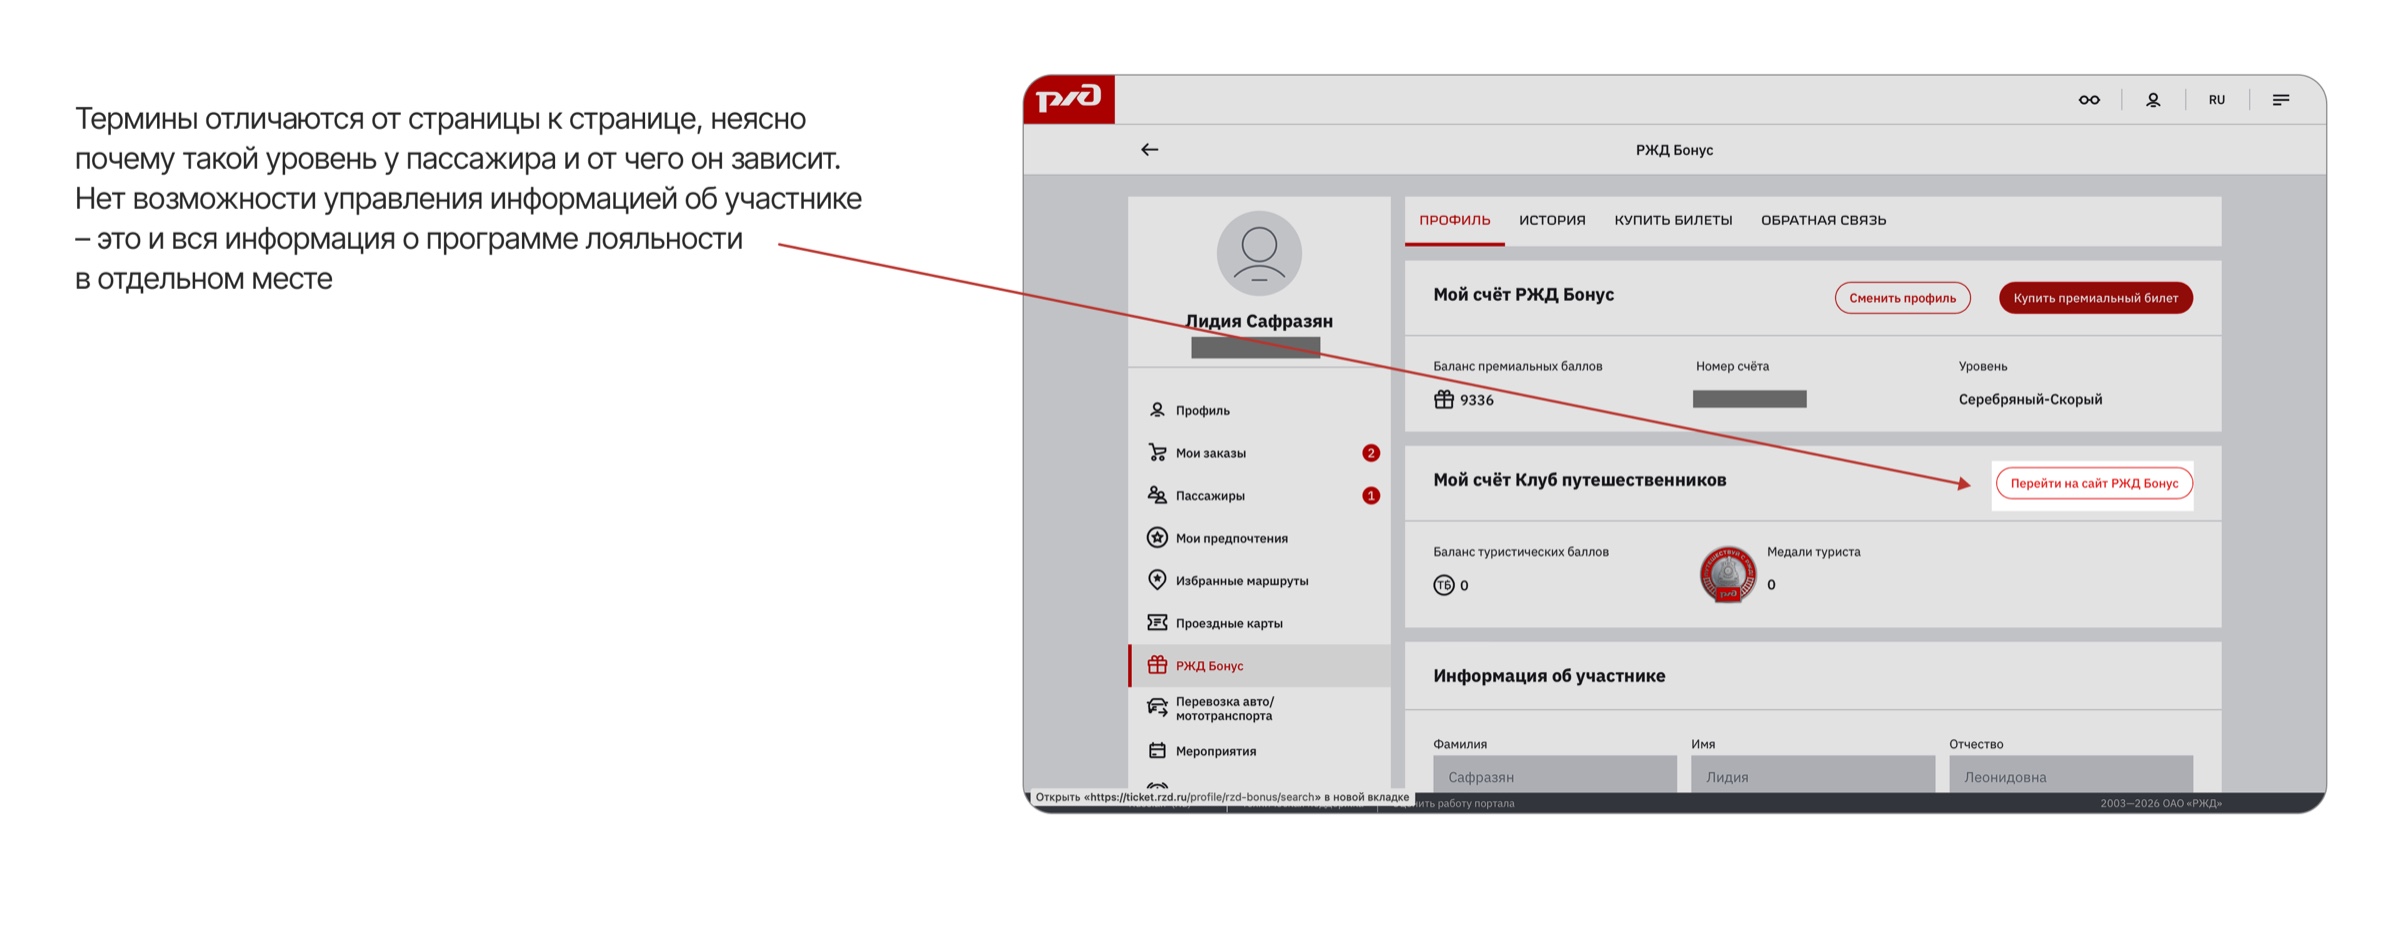 Термины отличаются от страницы к странице, неясно
почему такой уровень у пассажира и от чего он зависит.
Нет возможности управления информацией об участнике
– это и вся информация о программе лояльности
в отдельном месте
ржд
RU
РЖД Бонус
Лидия Сафразян
Профиль
Мои заказы 2
Пассажиры 1
Мои предпочтения
Избранные маршруты
Проездные карты
РЖД Бонус
Перевозка авто/
мототранспорта
Мероприятия
ПРОФИЛЬ ИСТОРИЯ КУПИТЬ БИЛЕТЫ ОБРАТНАЯ СВЯЗЬ
Мой счёт РЖД Бонус Сменить профиль Купить премиальный билет
Баланс премиальных баллов Номер счёта Уровень
9336 Серебряный-Скорый
Мой счёт Клуб путешественников Перейти на сайт РЖД Бонус
Баланс туристических баллов Медали туриста
ТБ 0 0
Информация об участнике
Фамилия Имя Отчество
Сафразян Лидия Леонидовна
Открыть «https://ticket.rzd.ru/profile/rzd-bonus/search» в новой вкладке
работу портала 2003—2026 ОАО «РЖД»